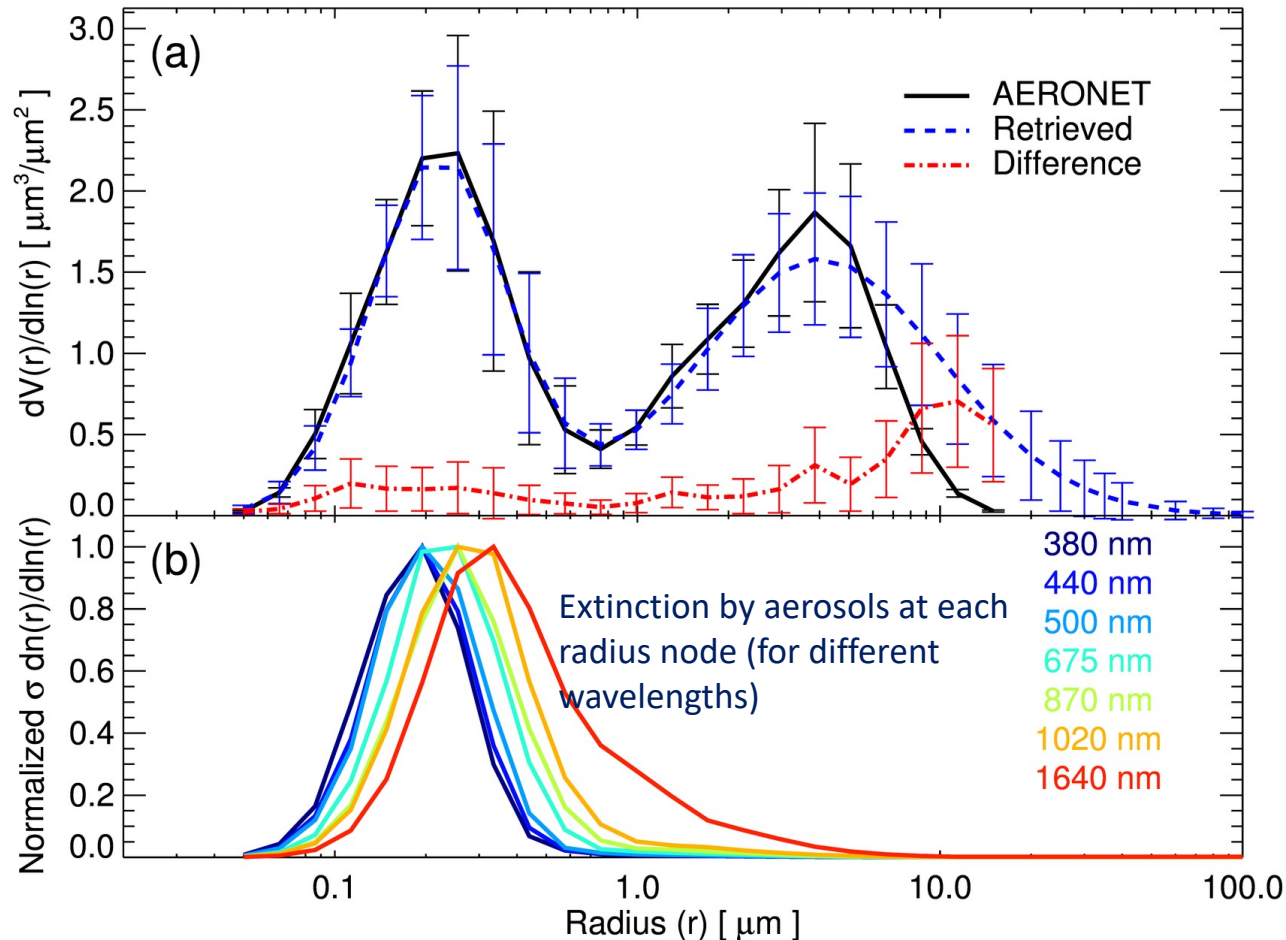 3.0
2.5
2.0
1.5
1.0
0.5
0.0
dV(r)/dln(r) [ μm³/μm² ]
(a)
AERONET
Retrieved
Difference
1.0
0.8
0.6
0.4
0.2
0.0
Normalized σ dn(r)/dln(r
(b)
Extinction by aerosols at each
radius node (for different
wavelengths)
380 nm
440 nm
500 nm
675 nm
870 nm
1020 nm
1640 nm
0.1
1.0
10.0
100.0
Radius (r) [ μm ]